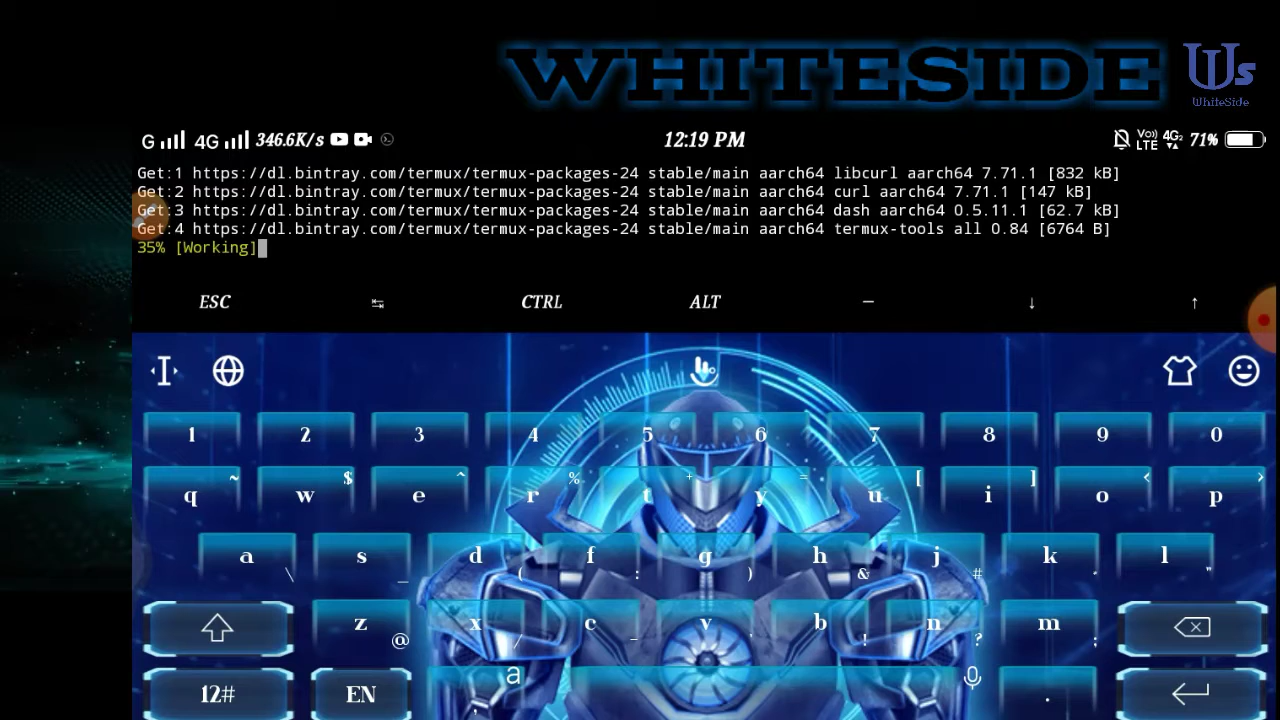 WHITESIDE
Ws
WhiteSide
G 4G 346.6K/s 12:19 PM Vo)) LTE 4G2 71%
Get:1 https://dl.bintray.com/termux/termux-packages-24 stable/main aarch64 libcurl aarch64 7.71.1 [832 kB]
Get:2 https://dl.bintray.com/termux/termux-packages-24 stable/main aarch64 curl aarch64 7.71.1 [147 kB]
Get:3 https://dl.bintray.com/termux/termux-packages-24 stable/main aarch64 dash aarch64 0.5.11.1 [62.7 kB]
Get:4 https://dl.bintray.com/termux/termux-packages-24 stable/main aarch64 termux-tools all 0.84 [6764 B]
35% [Working]
ESC ↹ CTRL ALT — ↓ ↑
1 2 3 4 5 6 7 8 9 0
~ $ ^ % + = [ ] < >
q w e r t y u i o p
a s d f g h j k l
\ _ ( : ) & # * "
z x c v b n m
@ / - ' ! ? ;
12# EN , a .